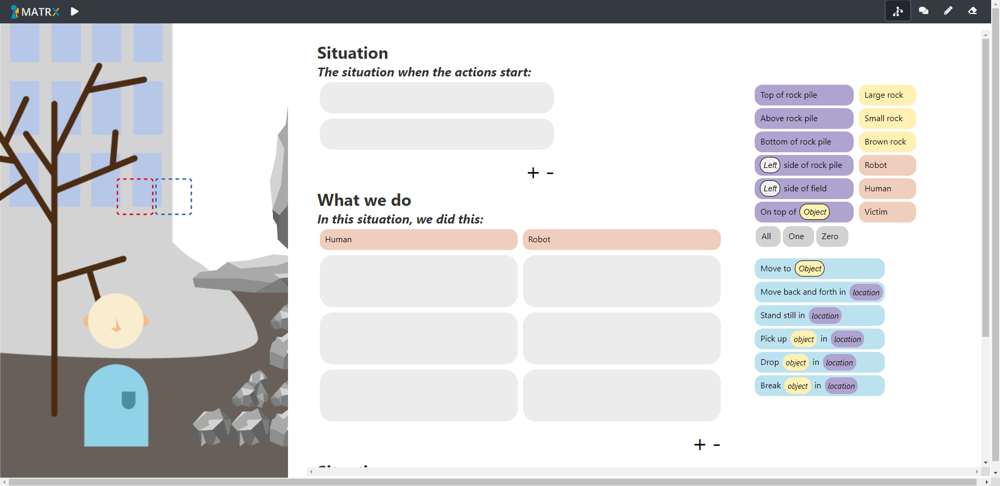 MATRX
Situation
The situation when the actions start:
+ -
What we do
In this situation, we did this:
Human
Robot
+ -
Top of rock pile
Large rock
Above rock pile
Small rock
Bottom of rock pile
Brown rock
Left side of rock pile
Robot
Left side of field
Human
On top of Object
Victim
All One Zero
Move to Object
Move back and forth in location
Stand still in location
Pick up object in location
Drop object in location
Break object in location